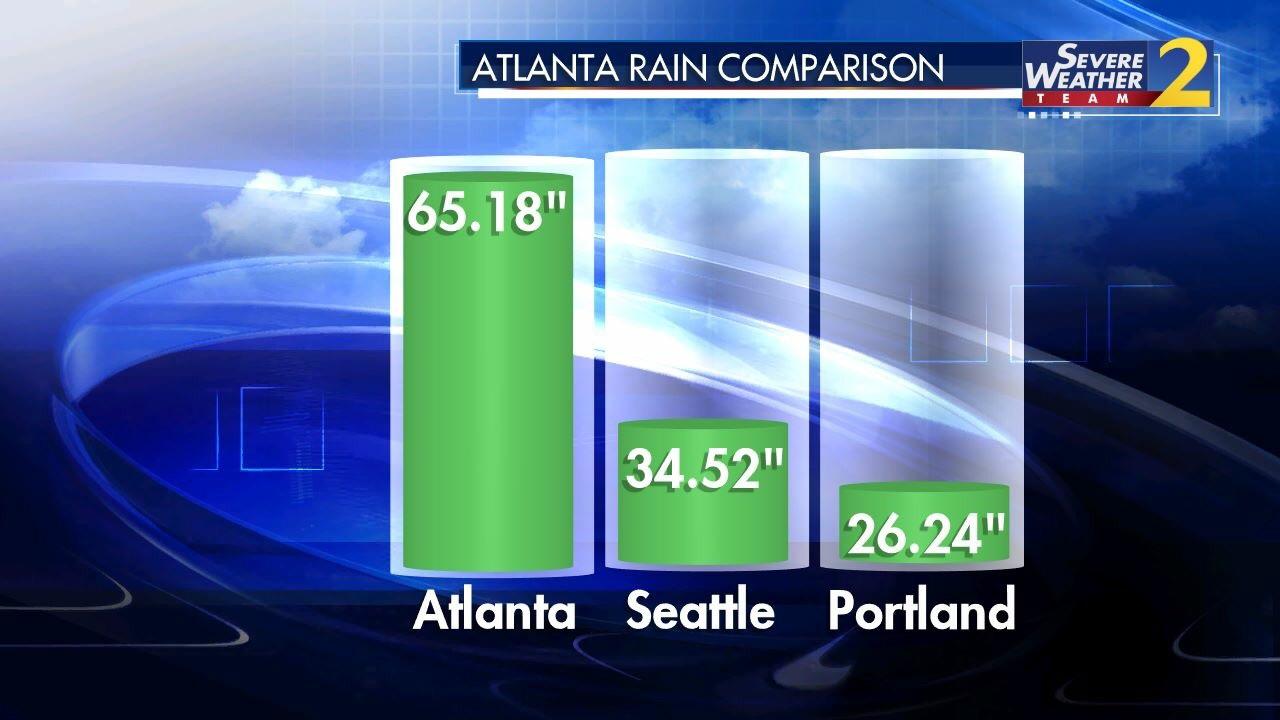 ATLANTA RAIN COMPARISON
SEVERE
WEATHER
TEAM
2
65.18"
34.52"
26.24"
Atlanta
Seattle
Portland